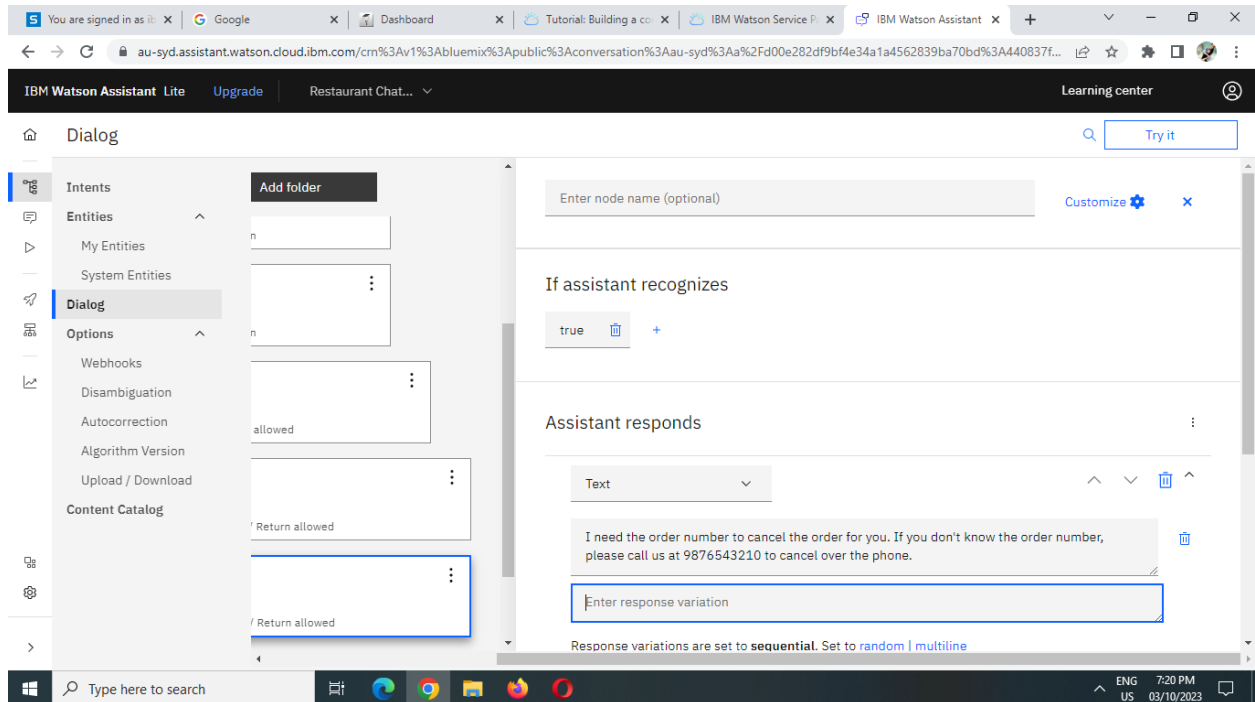 You are signed in as ib
Google
Dashboard
Tutorial: Building a co
IBM Watson Service P
IBM Watson Assistant
au-syd.assistant.watson.cloud.ibm.com/crn%3Av1%3Abluemix%3Apublic%3Aconversation%3Aau-syd%3Aa%2Fd00e282df9bf4e34a1a4562839ba70bd%3A440837f...
IBM Watson Assistant Lite Upgrade Restaurant Chat... Learning center
Dialog Try it
Intents
Entities
My Entities
System Entities
Dialog
Options
Webhooks
Disambiguation
Autocorrection
Algorithm Version
Upload / Download
Content Catalog
Add folder
n
n
allowed
/ Return allowed
/ Return allowed
Enter node name (optional)
Customize
If assistant recognizes
true
Assistant responds
Text
I need the order number to cancel the order for you. If you don't know the order number,
please call us at 9876543210 to cancel over the phone.
Enter response variation
Response variations are set to sequential. Set to random | multiline
Type here to search
ENG
US
7:20 PM
03/10/2023